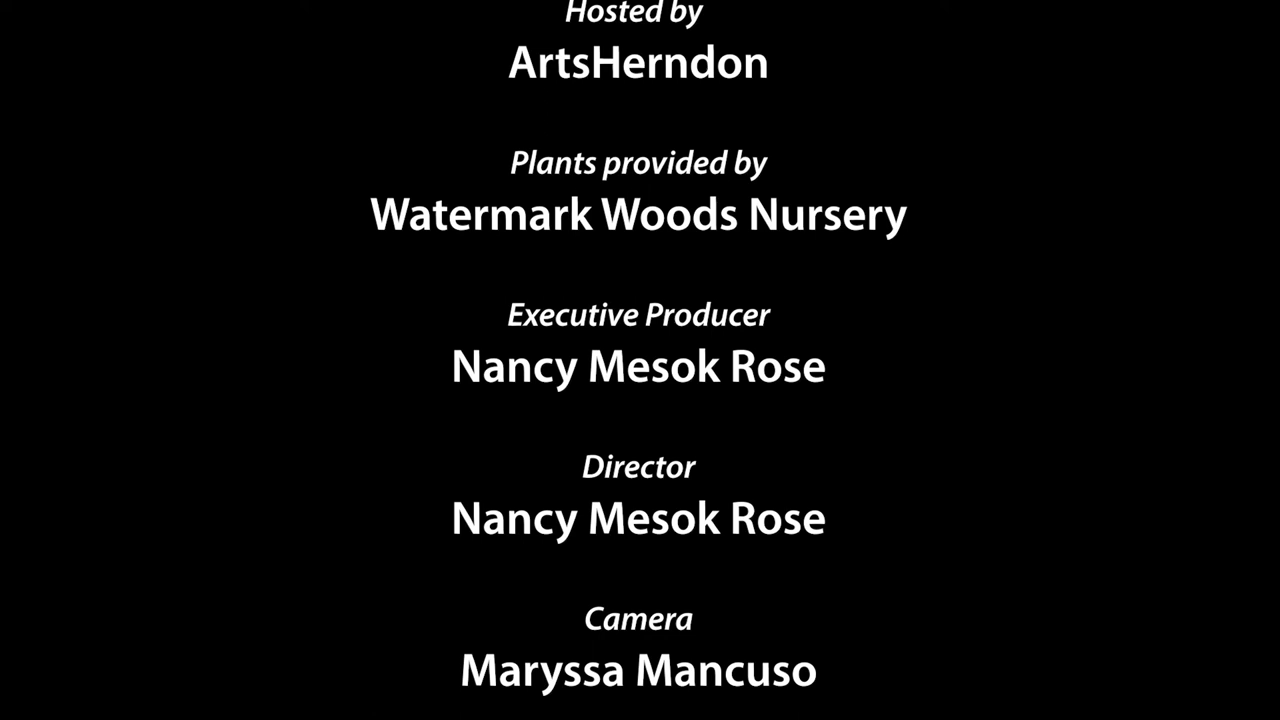 Hosted by
ArtsHerndon
Plants provided by
Watermark Woods Nursery
Executive Producer
Nancy Mesok Rose
Director
Nancy Mesok Rose
Camera
Maryssa Mancuso